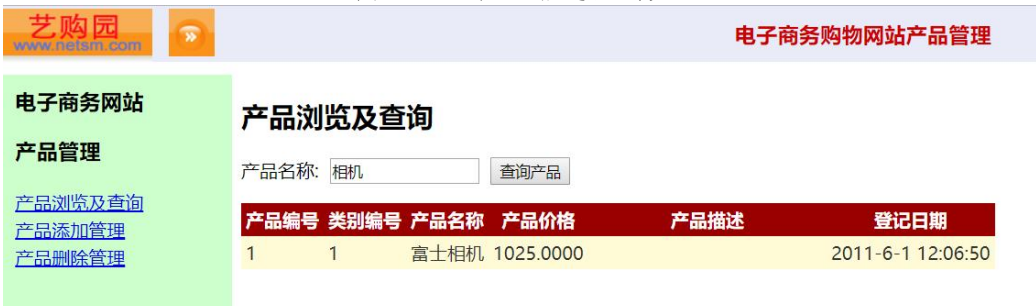 艺购园
www.netsm.com
电子商务购物网站产品管理
电子商务网站
产品管理
产品浏览及查询
产品添加管理
产品删除管理
产品浏览及查询
产品名称: 相机 查询产品
产品编号 类别编号 产品名称 产品价格 产品描述 登记日期
1 1 富士相机 1025.0000 2011-6-1 12:06:50